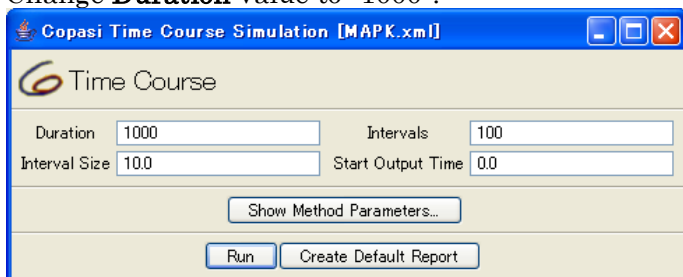 Change Duration value to "1000".
Copasi Time Course Simulation [MAPK.xml]
Time Course
Duration 1000 Intervals 100
Interval Size 10.0 Start Output Time 0.0
Show Method Parameters...
Run Create Default Report